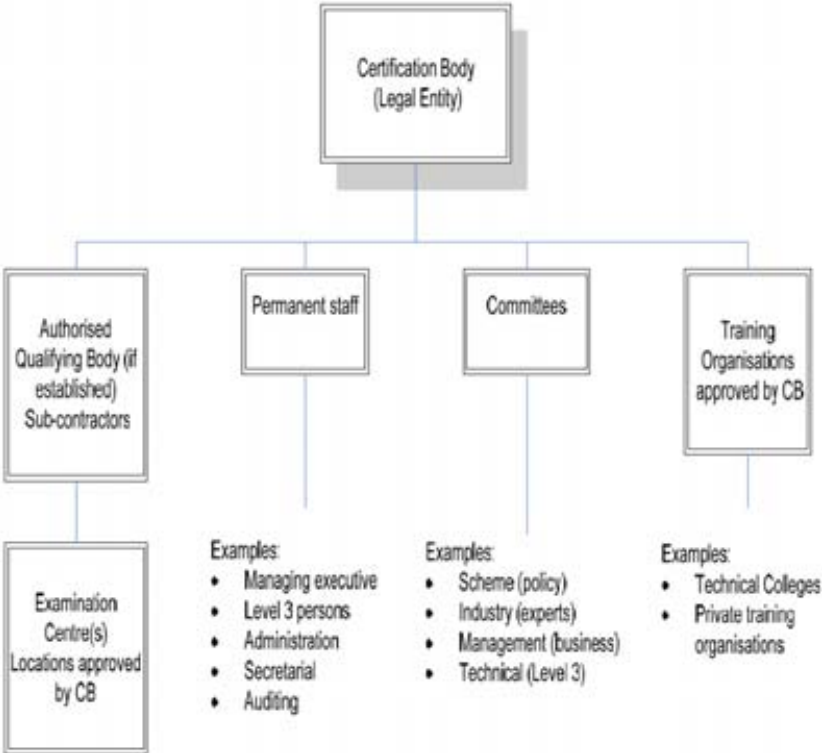 Certification Body
(Legal Entity)
Authorised
Qualifying Body (if
established)
Sub-contractors
Permanent staff
Committees
Training
Organisations
approved by CB
Examination
Centre(s)
Locations approved
by CB
Examples:
• Managing executive
• Level 3 persons
• Administration
• Secretarial
• Auditing
Examples:
• Scheme (policy)
• Industry (experts)
• Management (business)
• Technical (Level 3)
Examples:
• Technical Colleges
• Private training
organisations